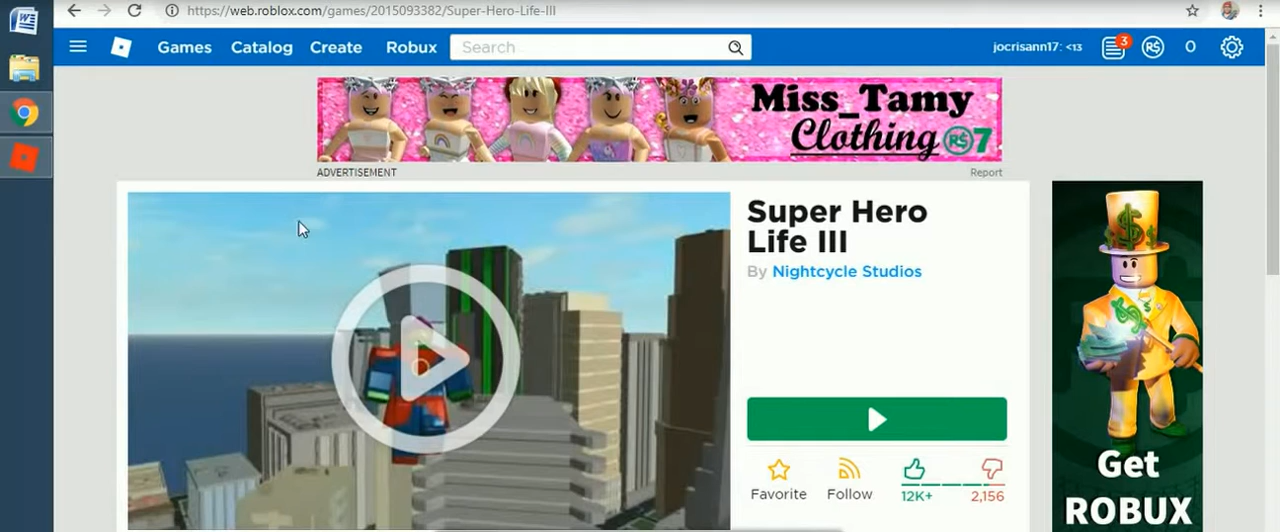 https://web.roblox.com/games/2015093382/Super-Hero-Life-III
Games Catalog Create Robux Search... jocrisann17: <13 3 R$ 0
Miss_Tamy
Clothing R$ 7
ADVERTISEMENT Report
Super Hero
Life III
By Nightcycle Studios
Favorite Follow 12K+ 2,156
Get
ROBUX